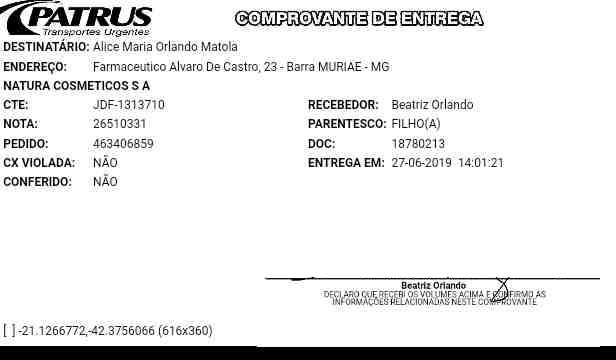 PATRUS
Transportes Urgentes
COMPROVANTE DE ENTREGA
DESTINATÁRIO: Alice Maria Orlando Matola
ENDEREÇO: Farmaceutico Alvaro De Castro, 23 - Barra MURIAE - MG
NATURA COSMETICOS S A
CTE: JDF-1313710 RECEBEDOR: Beatriz Orlando
NOTA: 26510331 PARENTESCO: FILHO(A)
PEDIDO: 463406859 DOC: 18780213
CX VIOLADA: NÃO ENTREGA EM: 27-06-2019 14:01:21
CONFERIDO: NÃO
Beatriz Orlando
DECLARO QUE RECEBI OS VOLUMES ACIMA E CONFIRMO AS
INFORMAÇÕES RELACIONADAS NESTE COMPROVANTE
[ ] -21.1266772,-42.3756066 (616x360)